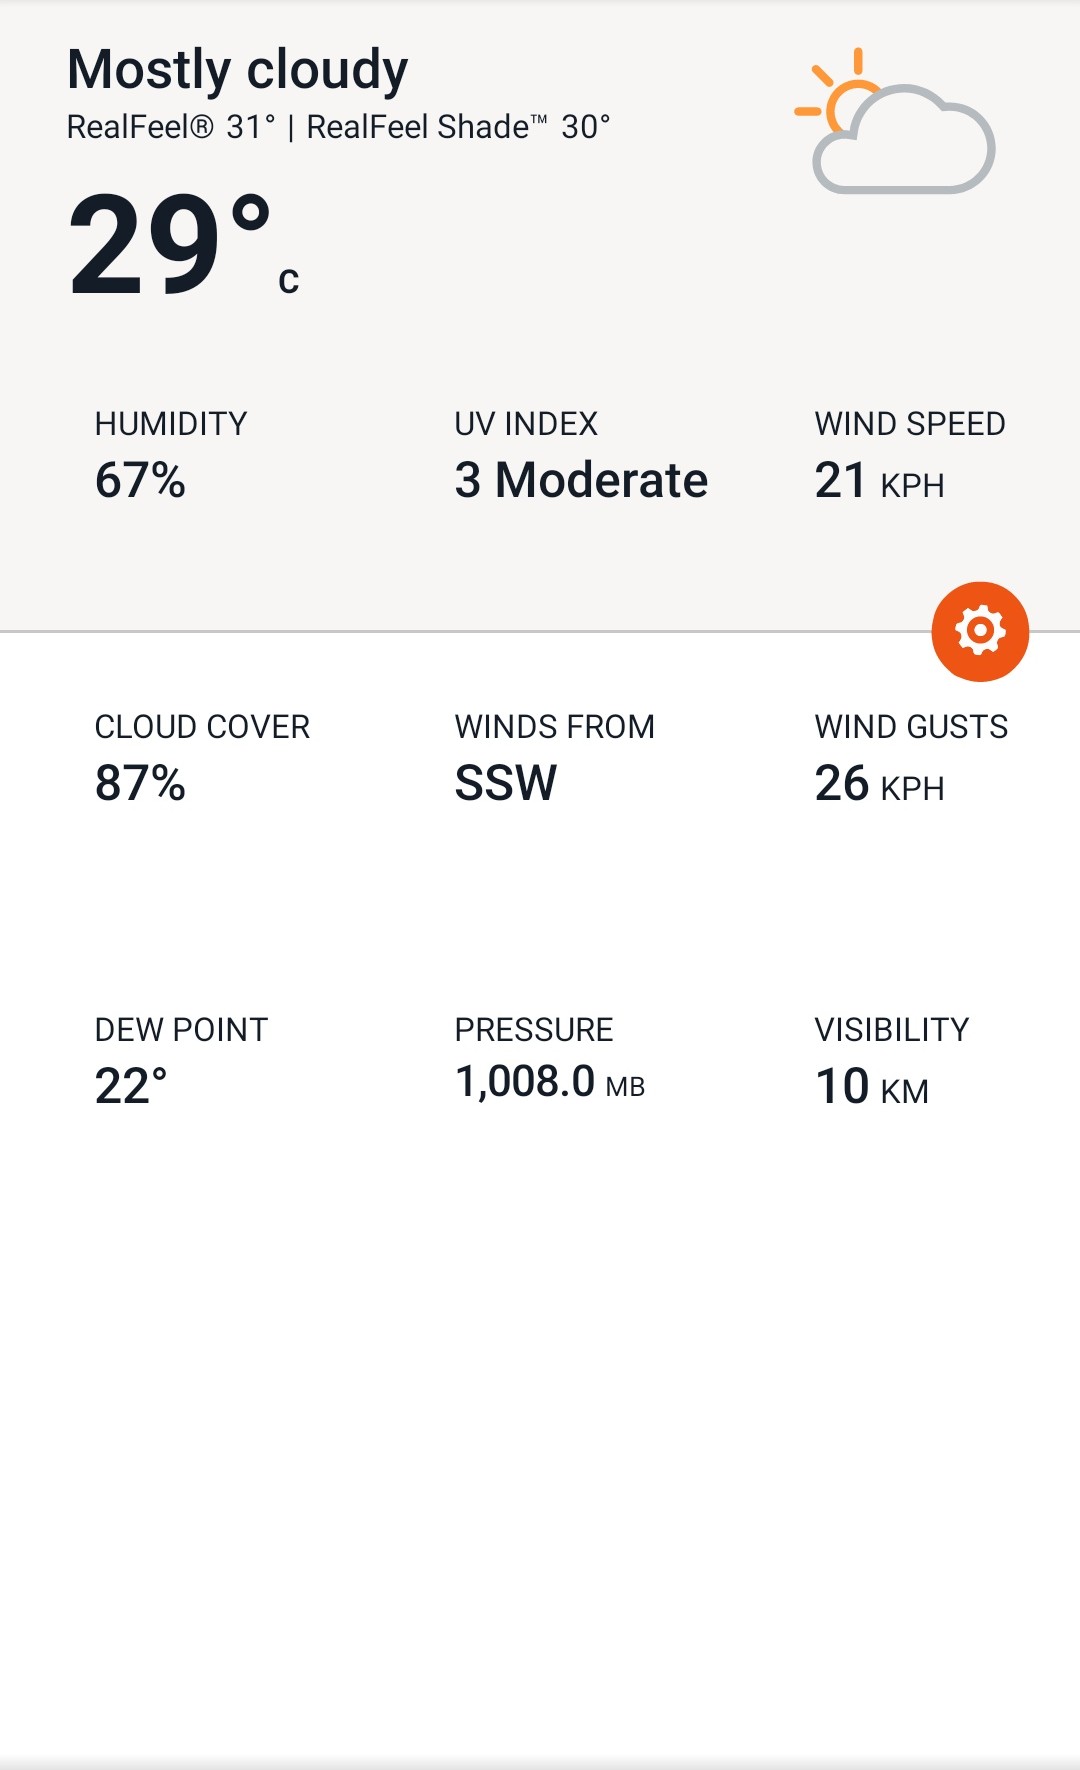 Mostly cloudy
RealFeel® 31° | RealFeel Shade™ 30°
29° C
HUMIDITY
67%
UV INDEX
3 Moderate
WIND SPEED
21 KPH
CLOUD COVER
87%
WINDS FROM
SSW
WIND GUSTS
26 KPH
DEW POINT
22°
PRESSURE
1,008.0 MB
VISIBILITY
10 KM